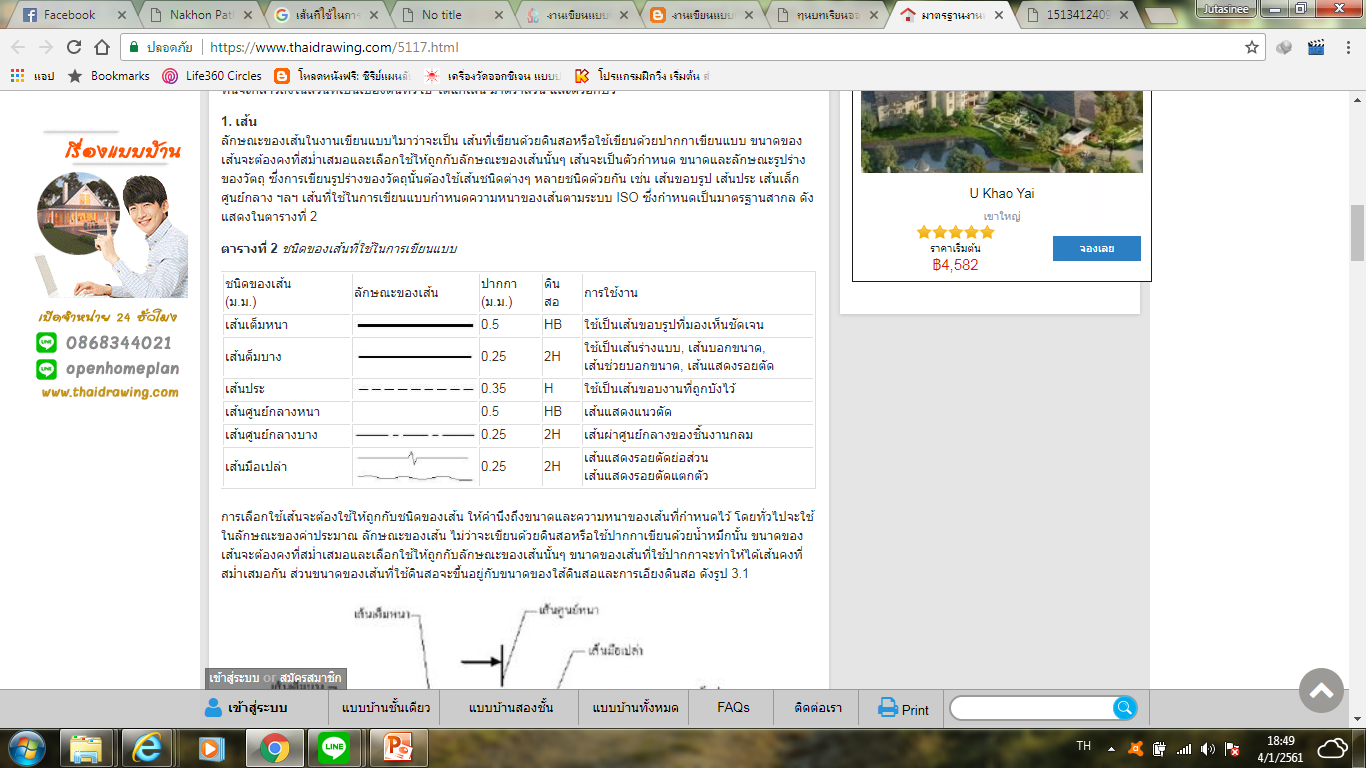 Facebook
Nakhon Pat
เส้นที่ใช้ในการ
No title
งานเขียนแบบ
งานเขียนแบบ
ทุนบทเรียนออ
มาตรฐานงานเ
1513412409
Jutasinee
ปลอดภัย
https://www.thaidrawing.com/5117.html
แอป
Bookmarks
Life360 Circles
โหลดหนังฟรี: ซีรีย์แผนลั
เครื่องวัดออกซิเจน แบบป
โปรแกรมฝึกวิ่ง เริ่มต้น ส
1. เส้น
ลักษณะของเส้นในงานเขียนแบบไมาว่าจะเป็น เส้นที่เขียนด้วยดินสอหรือใช้เขียนด้วยปากกาเขียนแบบ ขนาดของ
เส้นจะต้องคงที่สม่ำเสมอและเลือกใช้ให้ถูกกับลักษณะของเส้นนั้นๆ เส้นจะเป็นตัวกำหนด ขนาดและลักษณะรูปร่าง
ของวัตถุ ซึ่งการเขียนรูปร่างของวัตถุนั้นต้องใช้เส้นชนิดต่างๆ หลายชนิดด้วยกัน เช่น เส้นขอบรูป เส้นประ เส้นเล็ก
ศูนย์กลาง ฯลฯ เส้นที่ใช้ในการเขียนแบบกำหนดความหนาของเส้นตามระบบ ISO ซึ่งกำหนดเป็นมาตรฐานสากล ดัง
แสดงในตารางที่ 2
ตารางที่ 2 ชนิดของเส้นที่ใช้ในการเขียนแบบ
ชนิดของเส้น (ม.ม.) ลักษณะของเส้น ปากกา (ม.ม.) ดินสอ การใช้งาน
เส้นเต็มหนา 0.5 HB ใช้เป็นเส้นขอบรูปที่มองเห็นชัดเจน
เส้นดิ็มบาง 0.25 2H ใช้เป็นเส้นร่างแบบ, เส้นบอกขนาด,
เส้นช่วยบอกขนาด, เส้นแสดงรอยตัด
เส้นประ 0.35 H ใช้เป็นเส้นขอบงานที่ถูกบังไว้
เส้นศูนย์กลางหนา 0.5 HB เส้นแสดงแนวตัด
เส้นศูนย์กลางบาง 0.25 2H เส้นผ่าศูนย์กลางของชิ้นงานกลม
เส้นมือเปล่า 0.25 2H เส้นแสดงรอยตัดย่อส่วน
เส้นแสดงรอยตัดแตกตัว
การเลือกใช้เส้นจะต้องใช้ให้ถูกกับชนิดของเส้น ให้คำนึงถึงขนาดและความหนาของเส้นที่กำหนดไว้ โดยทั่วไปจะใช้
ในลักษณะของค่าประมาณ ลักษณะของเส้น ไม่ว่าจะเขียนด้วยดินสอหรือใช้ปากกาเขียนด้วยน้ำหมึกนั้น ขนาดของ
เส้นจะต้องคงที่สม่ำเสมอและเลือกใช้ให้ถูกกับลักษณะของเส้นนั้นๆ ขนาดของเส้นที่ใช้ปากกาจะทำให้ได้เส้นคงที่
สม่ำเสมอกัน ส่วนขนาดของเส้นที่ใช้ดินสอจะขึ้นอยู่กับขนาดของใส้ดินสอและการเอียงดินสอ ดังรูป 3.1
เส้นเต็มหนา
เส้นศูนย์หนา
เส้นมือเปล่า
เรื่องแบบบ้าน
เปิดจำหน่าย 24 ชั่วโมง
0868344021
openhomeplan
www.thaidrawing.com
U Khao Yai
เขาใหญ่
ราคาเริ่มต้น
฿4,582
จองเลย
เข้าสู่ระบบ or สมัครสมาชิก
เข้าสู่ระบบ
แบบบ้านชั้นเดียว
แบบบ้านสองชั้น
แบบบ้านทั้งหมด
FAQs
ติดต่อเรา
Print
TH
18:49
4/1/2561